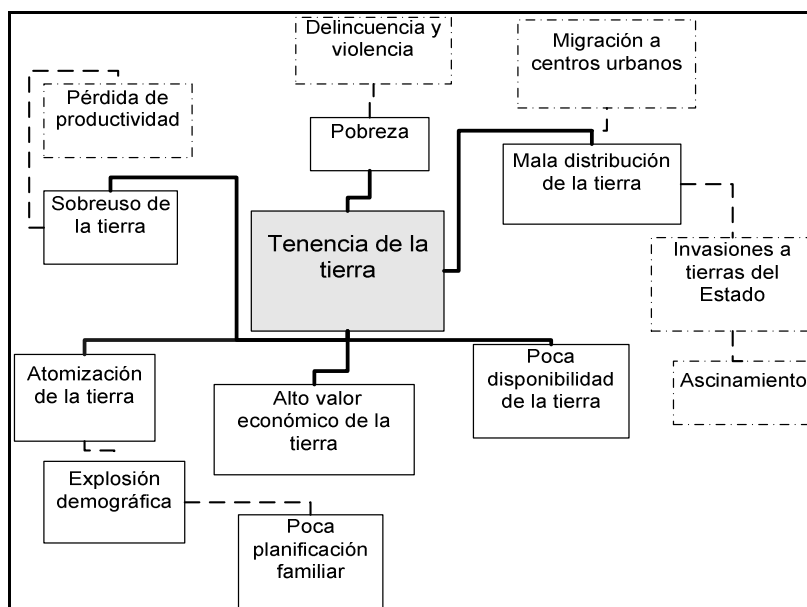 Delincuencia y
violencia
Migración a
centros urbanos
Pérdida de
productividad
Pobreza
Mala distribución
de la tierra
Sobreuso de
la tierra
Tenencia de la
tierra
Invasiones a
tierras del
Estado
Atomización
de la tierra
Alto valor
económico de la
tierra
Poca
disponibilidad
de la tierra
Ascinamiento
Explosión
demográfica
Poca
planificación
familiar